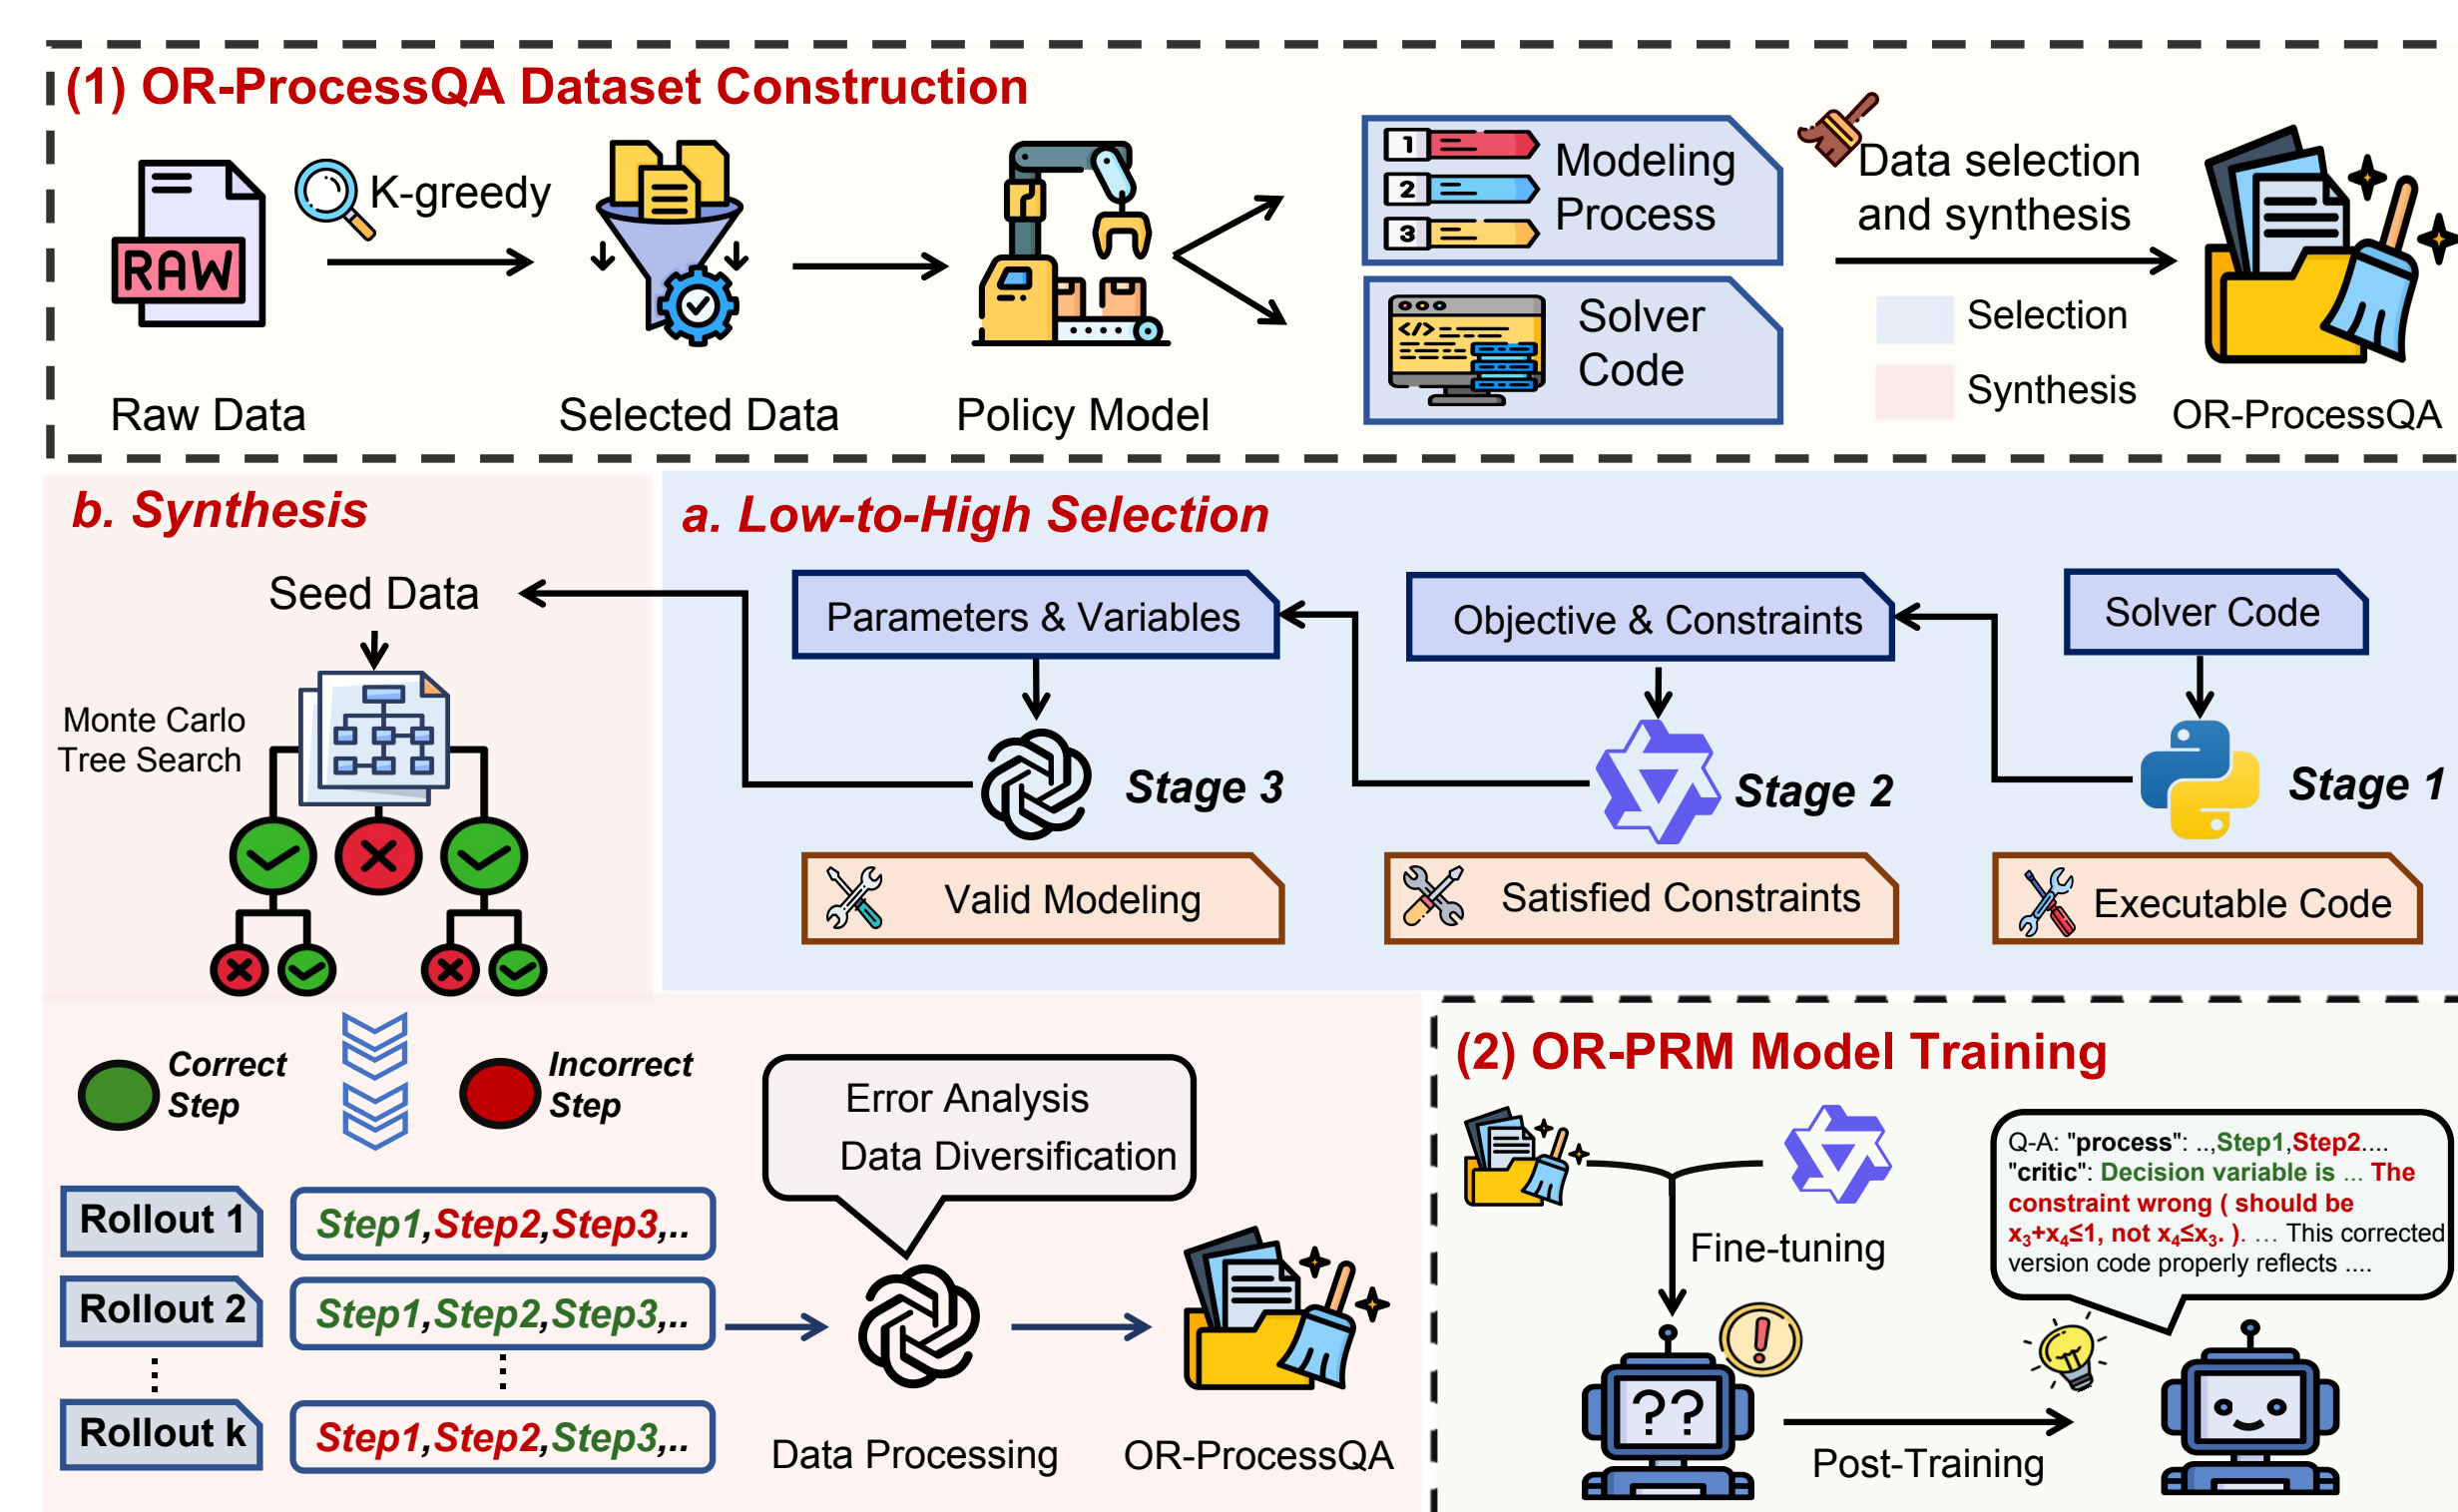 (1) OR-ProcessQA Dataset Construction
RAW
K-greedy
Raw Data
Selected Data
Policy Model
1
2
3
Modeling
Process
</>
Solver
Code
Data selection
and synthesis
Selection
Synthesis
OR-ProcessQA
b. Synthesis
Seed Data
Monte Carlo
Tree Search
a. Low-to-High Selection
Parameters & Variables
Objective & Constraints
Solver Code
Stage 3
Stage 2
Stage 1
Valid Modeling
Satisfied Constraints
Executable Code
Correct
Step
Incorrect
Step
Rollout 1
Step1,Step2,Step3,..
Rollout 2
Step1,Step2,Step3,..
Rollout k
Step1,Step2,Step3,..
Error Analysis
Data Diversification
Data Processing
OR-ProcessQA
(2) OR-PRM Model Training
Fine-tuning
??
Post-Training
Q-A: "process": ..,Step1,Step2....
"critic": Decision variable is ... The
constraint wrong ( should be
x₃+x₄≤1, not x₄≤x₃. ). ... This corrected
version code properly reflects ....